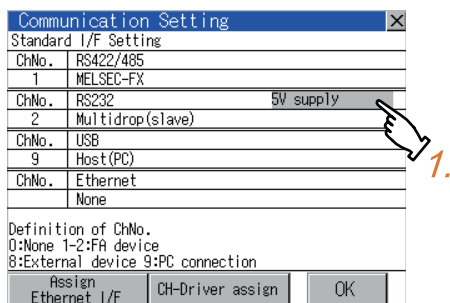 Communication Setting
Standard I/F Setting
ChNo. RS422/485
1 MELSEC-FX
ChNo. RS232 5V supply
2 Multidrop(slave)
ChNo. USB
9 Host(PC)
ChNo. Ethernet
None
1.
Definition of ChNo.
0:None 1-2:FA device
8:External device 9:PC connection
Assign
Ethernet I/F
CH-Driver assign
OK